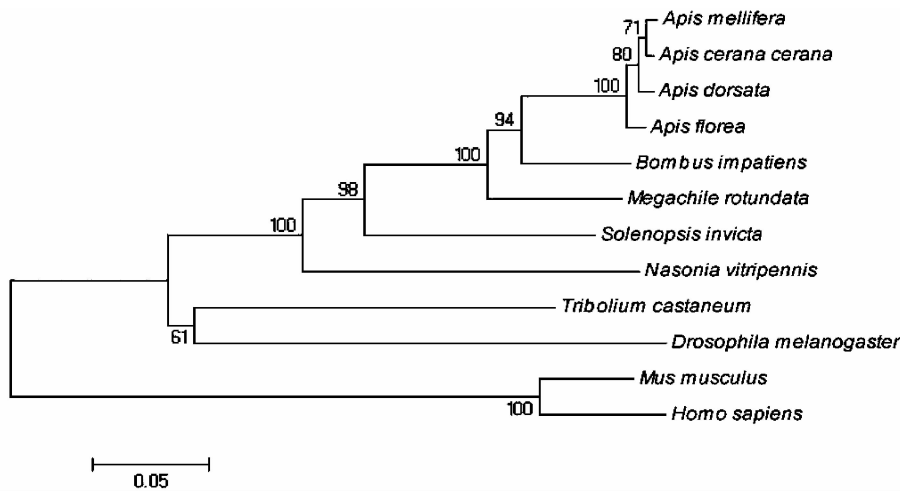 Apis mellifera
71
Apis cerana cerana
80
Apis dorsata
100
Apis florea
94
Bombus impatiens
100
Megachile rotundata
98
Solenopsis invicta
100
Nasonia vitripennis
Tribolium castaneum
61
Drosophila melanogaster
Mus musculus
100
Homo sapiens
0.05